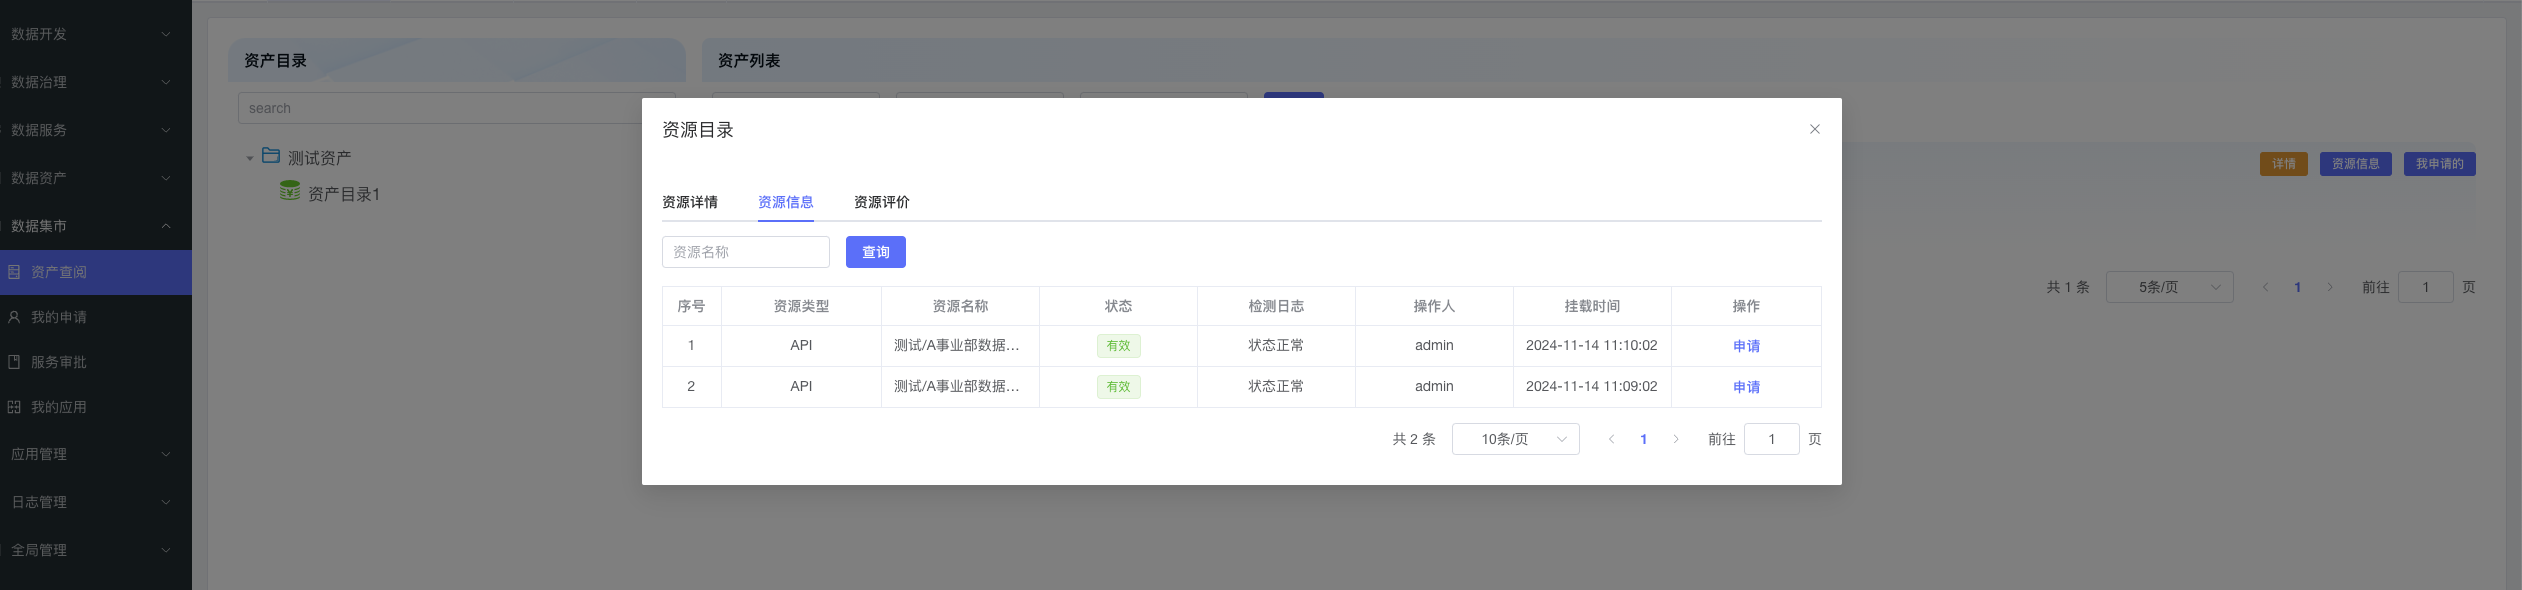 数据开发
数据治理
数据服务
数据资产
数据集市
资产查阅
我的申请
服务审批
我的应用
应用管理
日志管理
全局管理
资产目录
search
测试资产
资产目录1
资产列表
详情 资源信息 我申请的
共 1 条 5条/页 1 前往 1 页
资源目录
资源详情 资源信息 资源评价
资源名称 查询
序号 资源类型 资源名称 状态 检测日志 操作人 挂载时间 操作
1 API 测试/A事业部数据... 有效 状态正常 admin 2024-11-14 11:10:02 申请
2 API 测试/A事业部数据... 有效 状态正常 admin 2024-11-14 11:09:02 申请
共 2 条 10条/页 1 前往 1 页